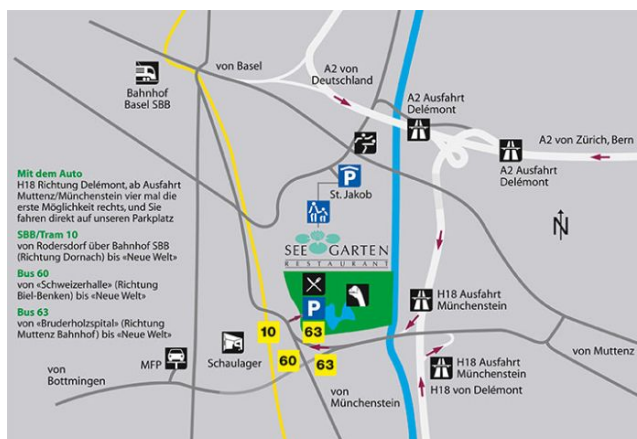 von Basel
A2 von
Deutschland
Bahnhof
Basel SBB
A2 Ausfahrt
Delémont
A2 von Zürich, Bern
A2 Ausfahrt
Delémont
Mit dem Auto
H18 Richtung Delémont, ab Ausfahrt
Muttenz/Münchenstein vier mal die
erste Möglichkeit rechts, und Sie
fahren direkt auf unseren Parkplatz
SBB/Tram 10
von Rodersdorf über Bahnhof SBB
(Richtung Dornach) bis «Neue Welt»
Bus 60
von «Schweizerhalle» (Richtung
Biel-Benken) bis «Neue Welt»
Bus 63
von «Bruderholzspital» (Richtung
Muttenz Bahnhof) bis «Neue Welt»
P
St. Jakob
N
SEEGARTEN
RESTAURANT
P
H18 Ausfahrt
Münchenstein
10
63
60
63
Schaulager
MFP
von
Bottmingen
von
Münchenstein
von Muttenz
H18 Ausfahrt
Münchenstein
H18 von Delémont